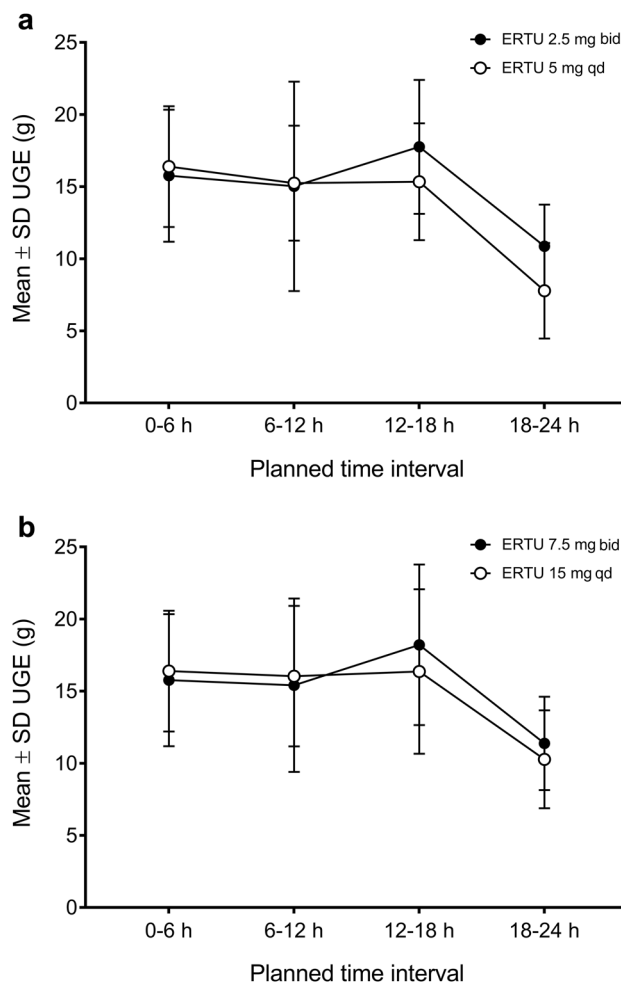 a
ERTU 2.5 mg bid
ERTU 5 mg qd
Mean ± SD UGE (g)
25
20
15
10
5
0
0-6 h 6-12 h 12-18 h 18-24 h
Planned time interval
b
ERTU 7.5 mg bid
ERTU 15 mg qd
Mean ± SD UGE (g)
25
20
15
10
5
0
0-6 h 6-12 h 12-18 h 18-24 h
Planned time interval